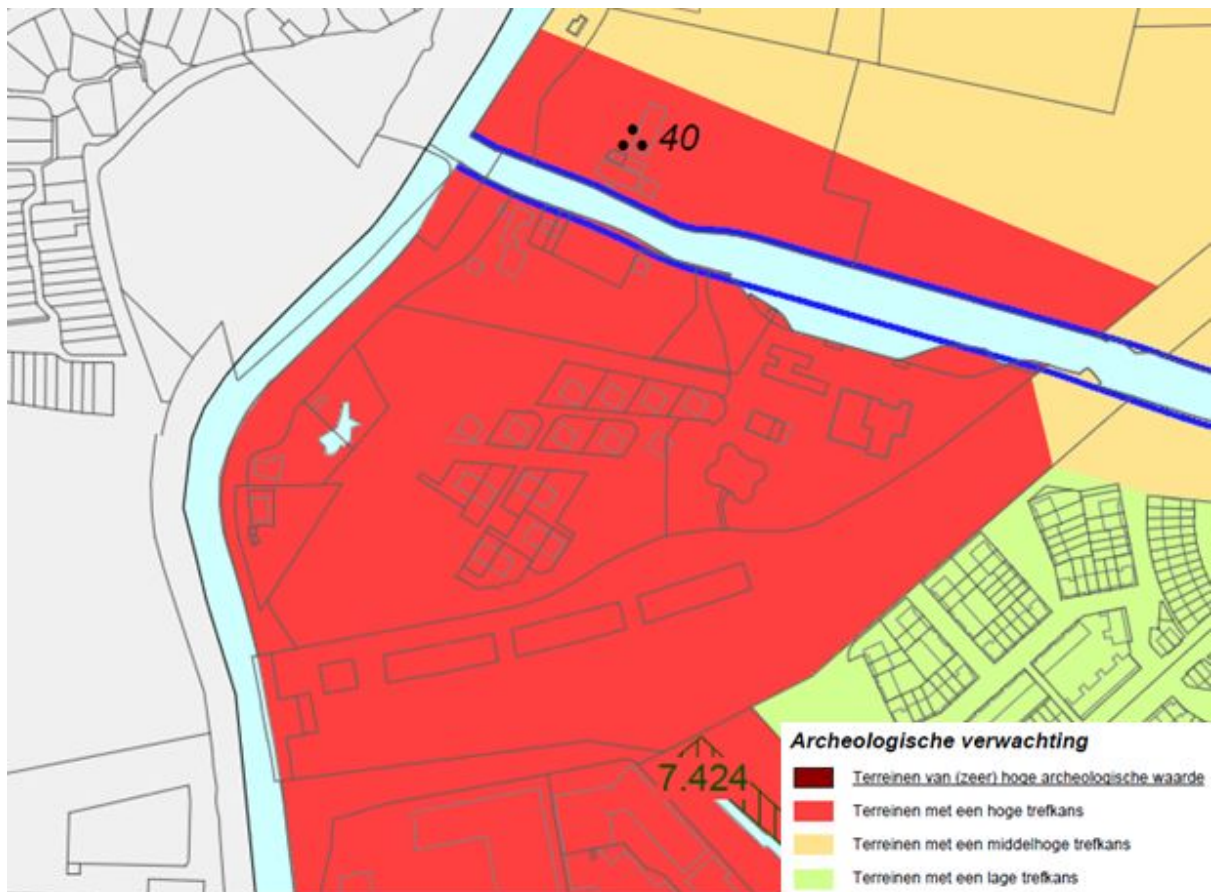 40
7.424
Archeologische verwachting
Terreinen van (zeer) hoge archeologische waarde
Terreinen met een hoge trefkans
Terreinen met een middelhoge trefkans
Terreinen met een lage trefkans